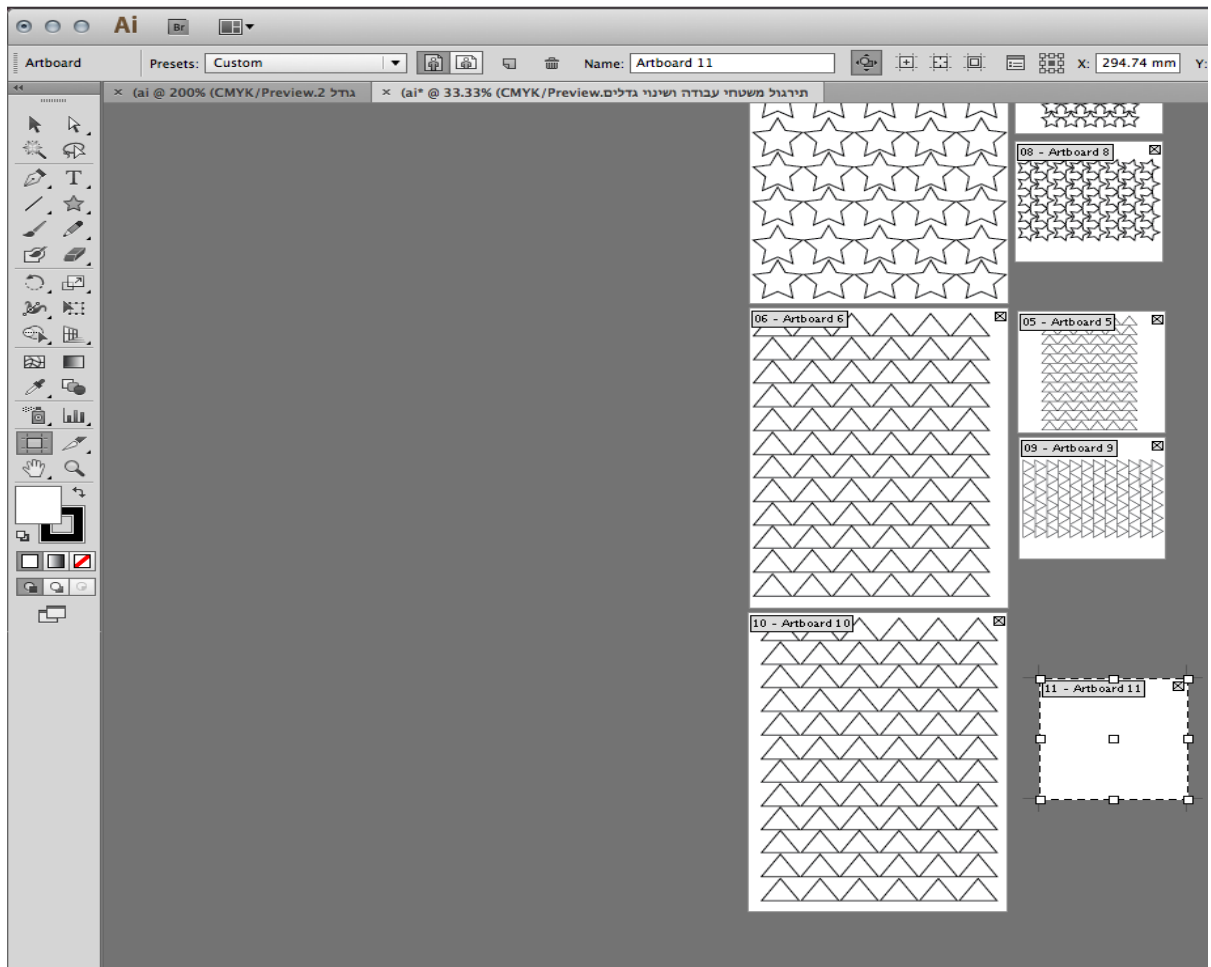 Ai Br
Artboard Presets: Custom Name: Artboard 11 X: 294.74 mm Y:
× (ai @ 200% (CMYK/Preview.2 גודל × (ai* @ 33.33% (CMYK/Preview.תירגול משטחי עבודה ושינוי גדלים
T
08 - Artboard 8
06 - Artboard 6
05 - Artboard 5
09 - Artboard 9
10 - Artboard 10
11 - Artboard 11